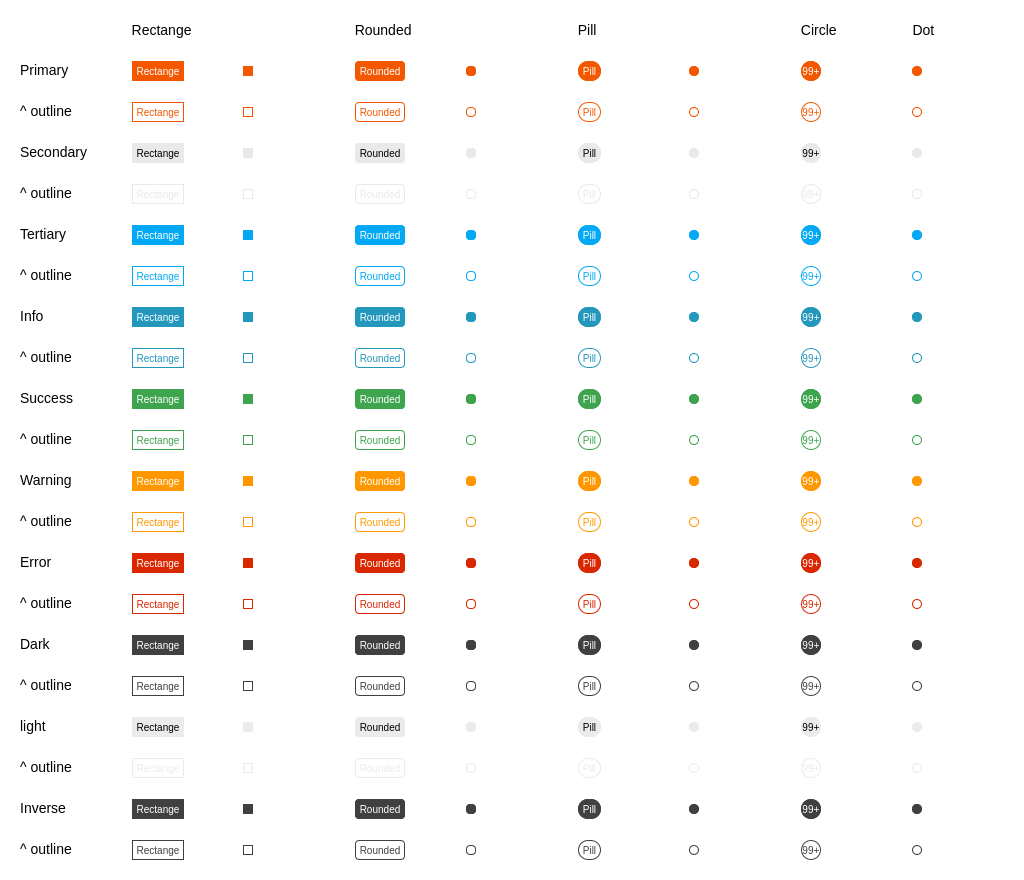 Rectange Rounded Pill Circle Dot
Primary Rectange Rounded Pill 99+
^ outline Rectange Rounded Pill 99+
Secondary Rectange Rounded Pill 99+
^ outline Rectange Rounded Pill 99+
Tertiary Rectange Rounded Pill 99+
^ outline Rectange Rounded Pill 99+
Info Rectange Rounded Pill 99+
^ outline Rectange Rounded Pill 99+
Success Rectange Rounded Pill 99+
^ outline Rectange Rounded Pill 99+
Warning Rectange Rounded Pill 99+
^ outline Rectange Rounded Pill 99+
Error Rectange Rounded Pill 99+
^ outline Rectange Rounded Pill 99+
Dark Rectange Rounded Pill 99+
^ outline Rectange Rounded Pill 99+
light Rectange Rounded Pill 99+
^ outline Rectange Rounded Pill 99+
Inverse Rectange Rounded Pill 99+
^ outline Rectange Rounded Pill 99+